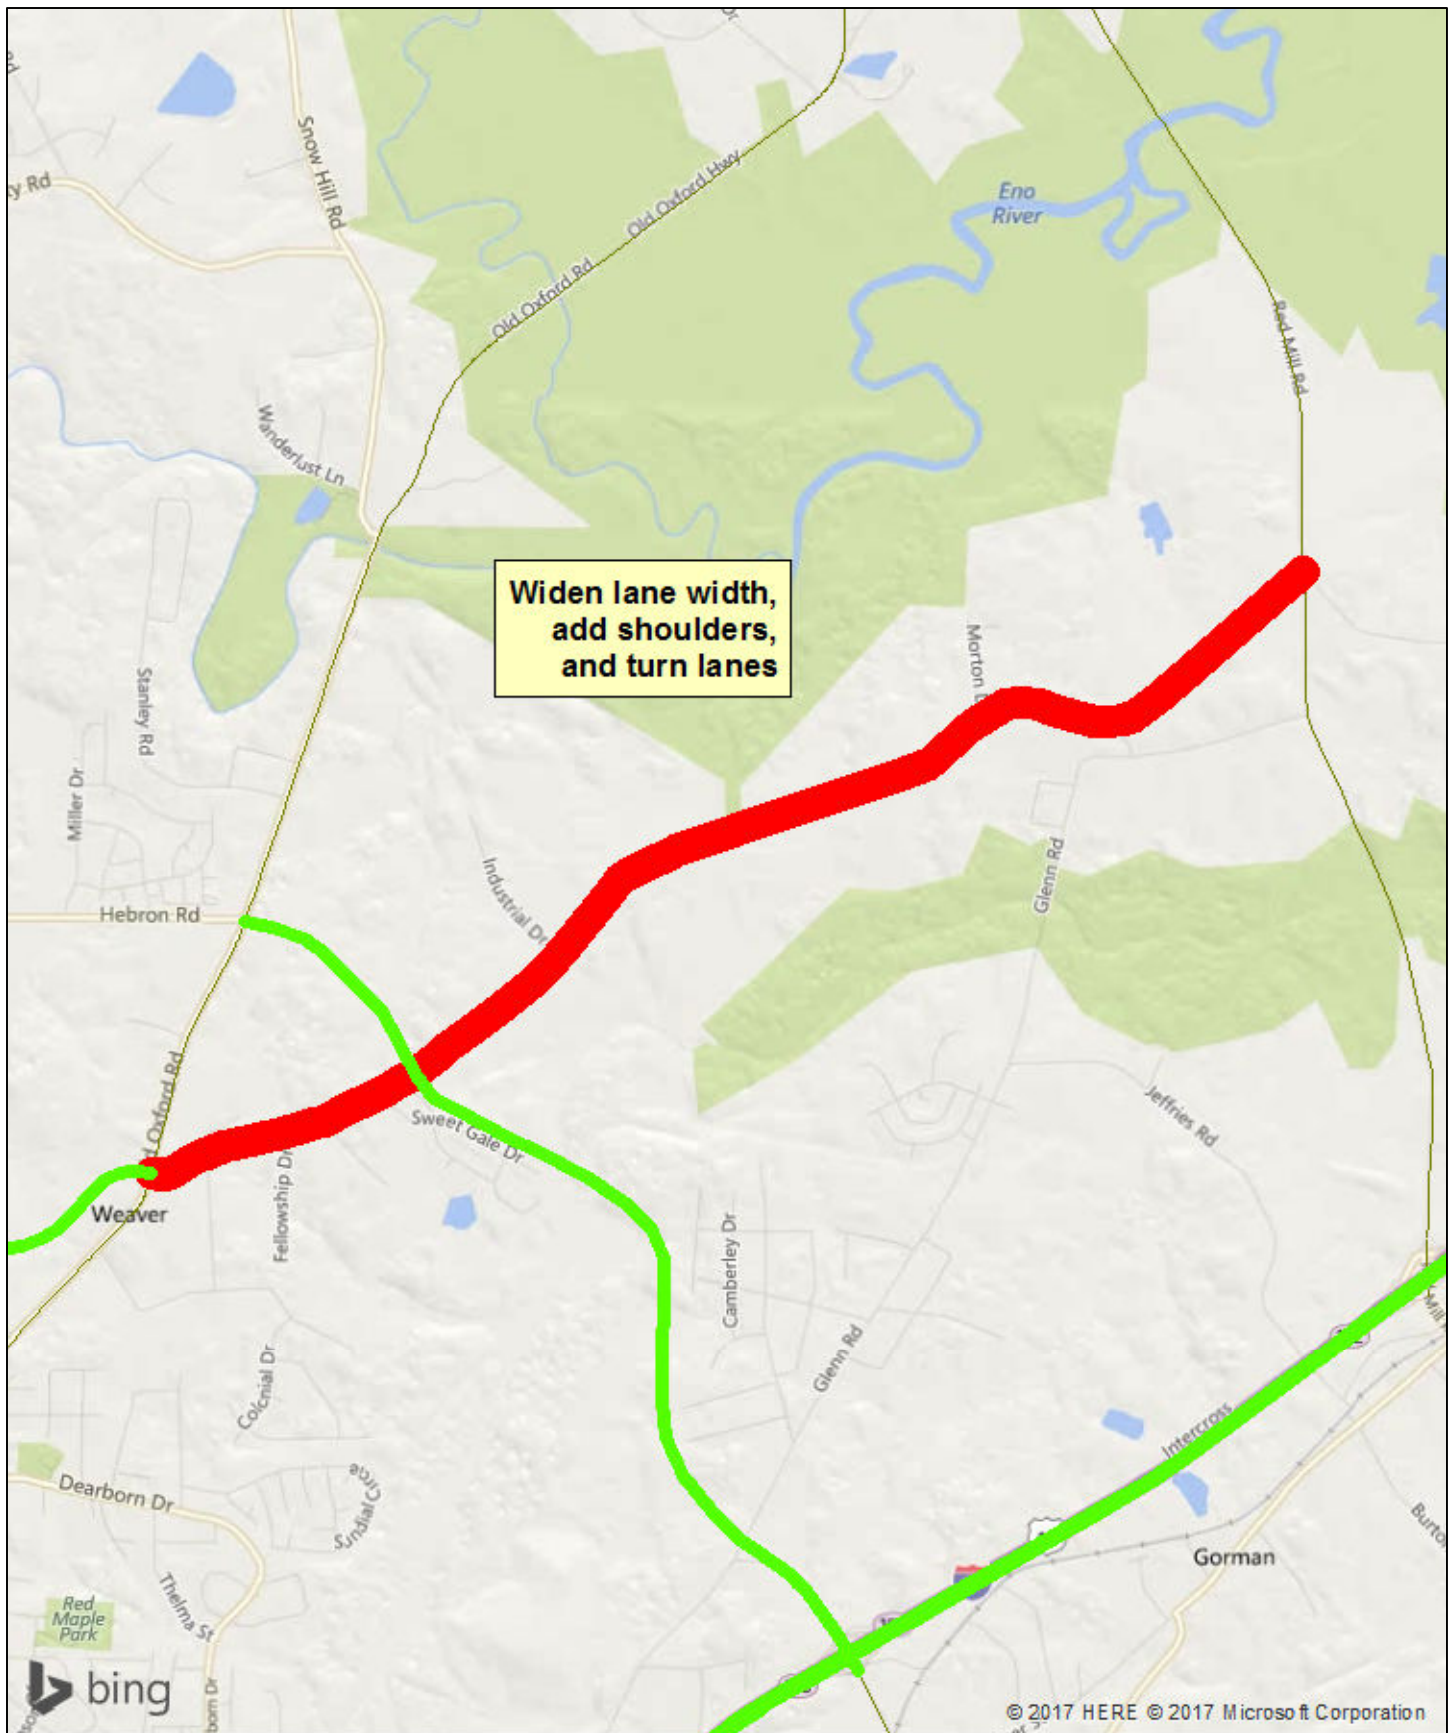 Snow Hill Rd
Old Oxford Hwy
Eno
River
Old Oxford Rd
Red Mill Rd
Wanderlust Ln
Widen lane width,
add shoulders,
and turn lanes
Morton
Stanley Rd
Miller Dr
Glenn Rd
Industrial Dr
Hebron Rd
Oxford Rd
Jeffries Rd
Sweet Gale Dr
Fellowship Dr
Weaver
Camberley Dr
Glenn Rd
Colonial Dr
Intercross
Sundial Circle
Dearborn Dr
Gorman
Thelma St
Red
Maple
Park
bing
© 2017 HERE © 2017 Microsoft Corporation